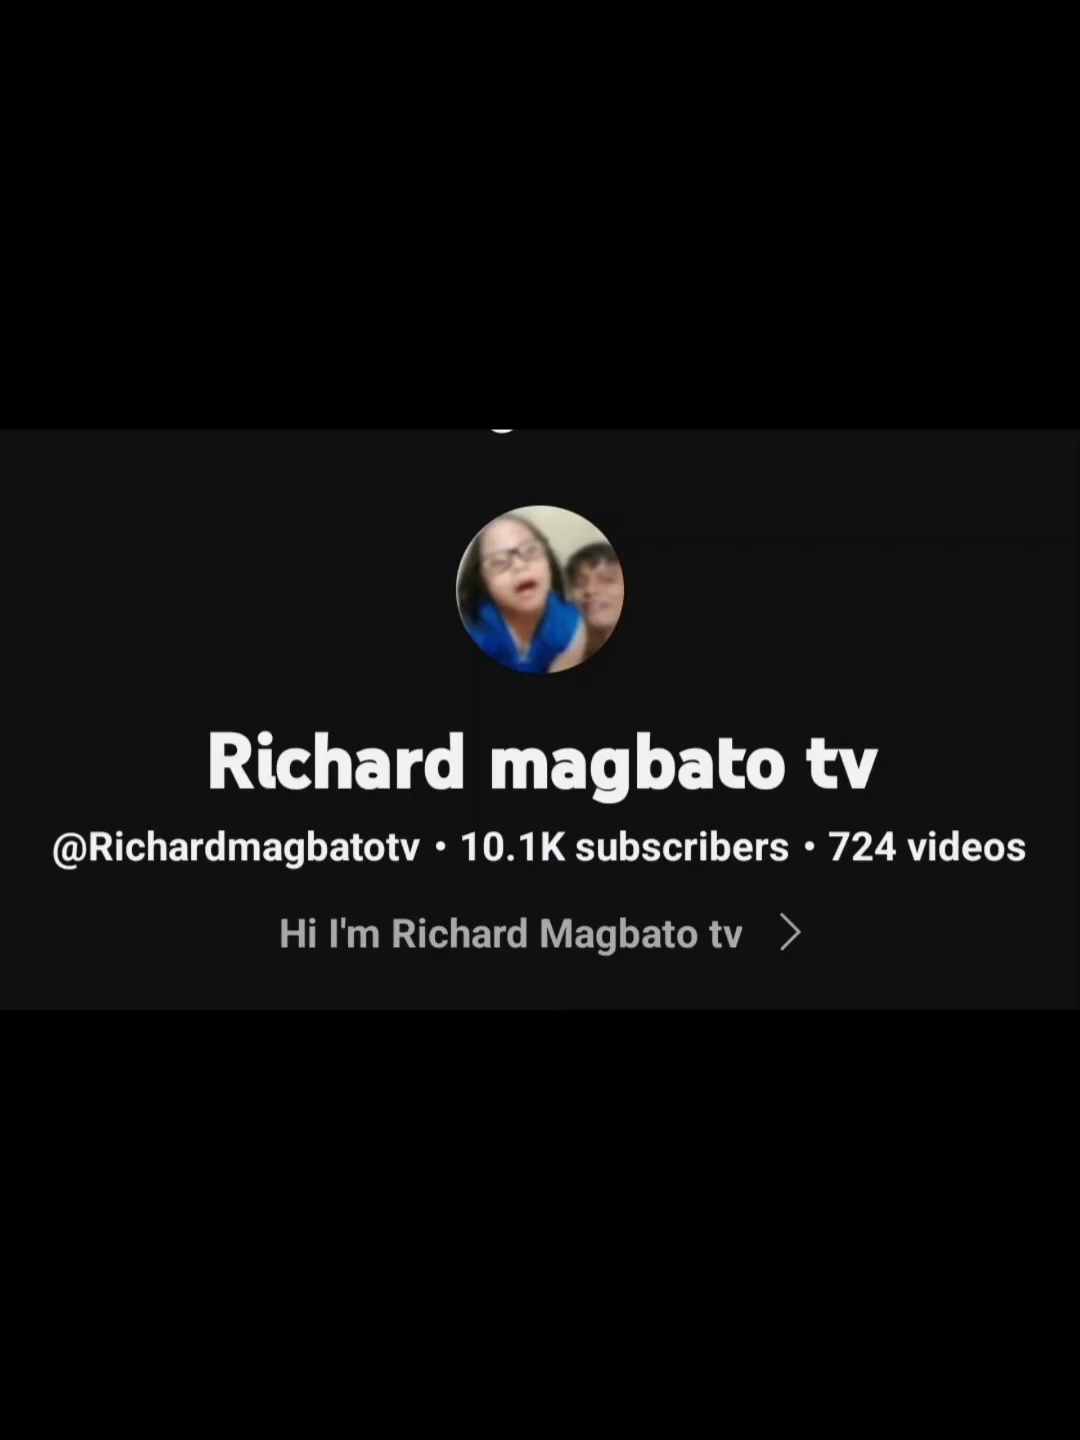 Richard magbato tv
@Richardmagbatotv • 10.1K subscribers • 724 videos
Hi I'm Richard Magbato tv